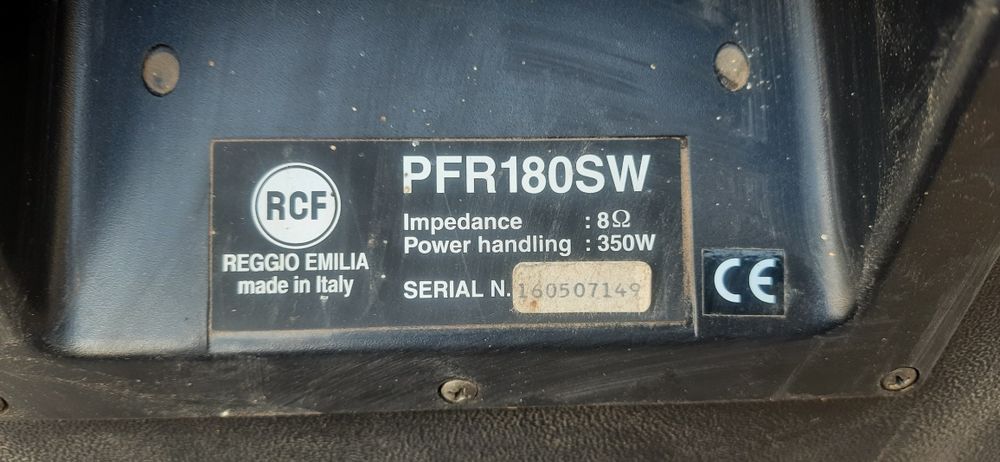 RCF
REGGIO EMILIA
made in Italy
PFR180SW
Impedance : 8Ω
Power handling : 350W
SERIAL N. 160507149
CE